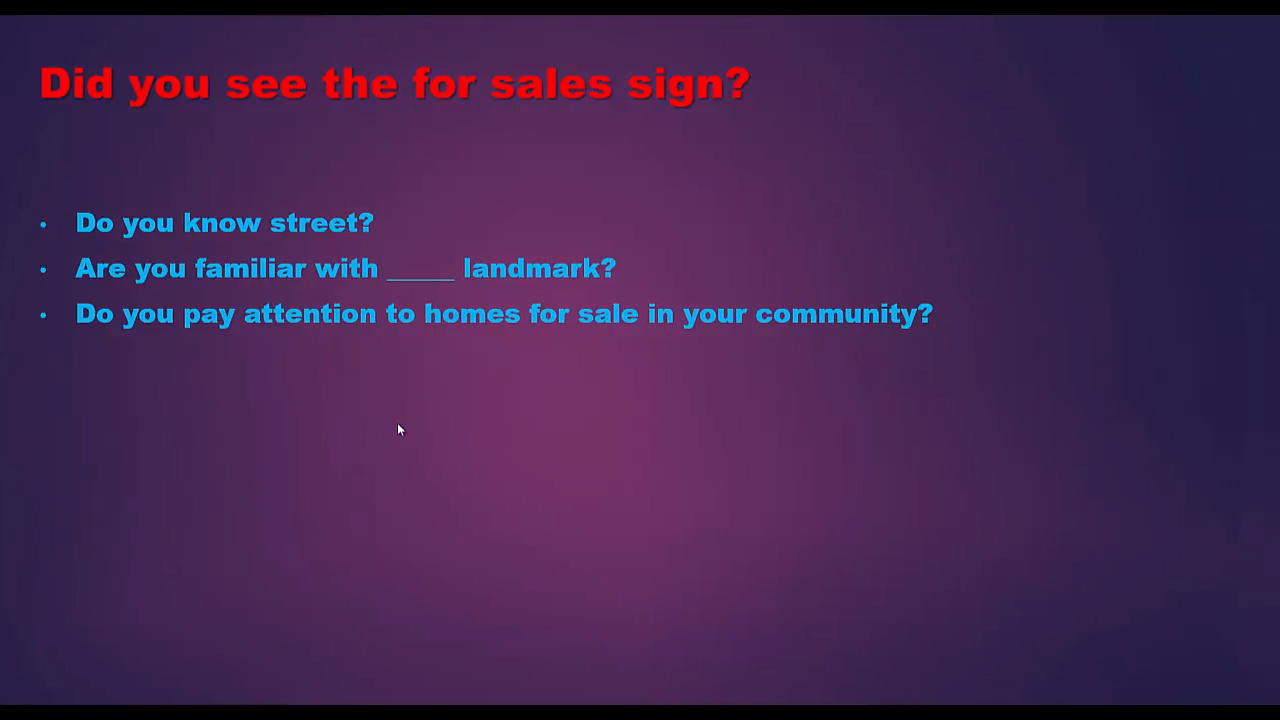 Did you see the for sales sign?
• Do you know street?
• Are you familiar with _____ landmark?
• Do you pay attention to homes for sale in your community?